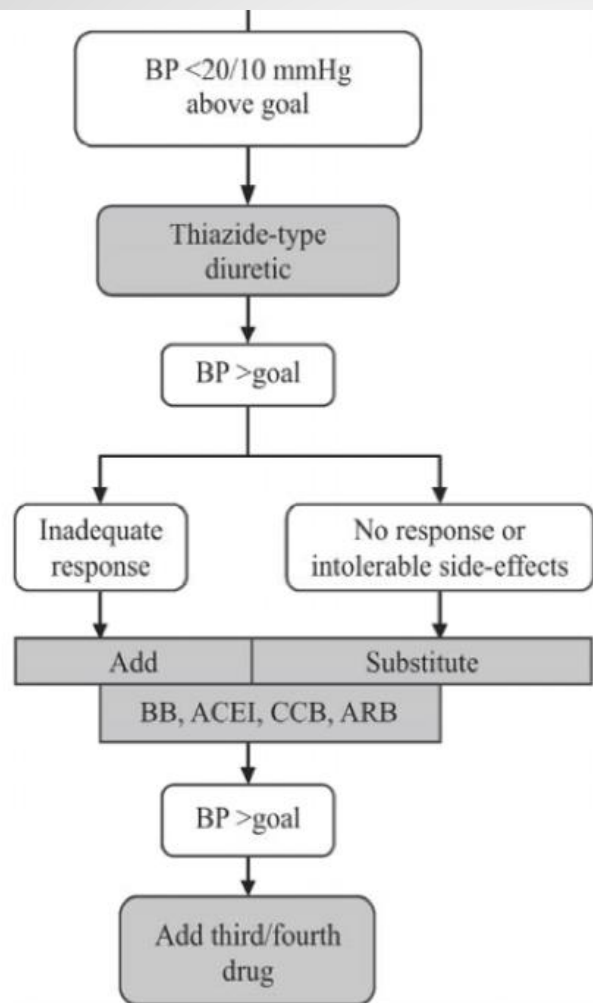 BP <20/10 mmHg
above goal
Thiazide-type
diuretic
BP >goal
Inadequate
response
No response or
intolerable side-effects
Add
Substitute
BB, ACEI, CCB, ARB
BP >goal
Add third/fourth
drug